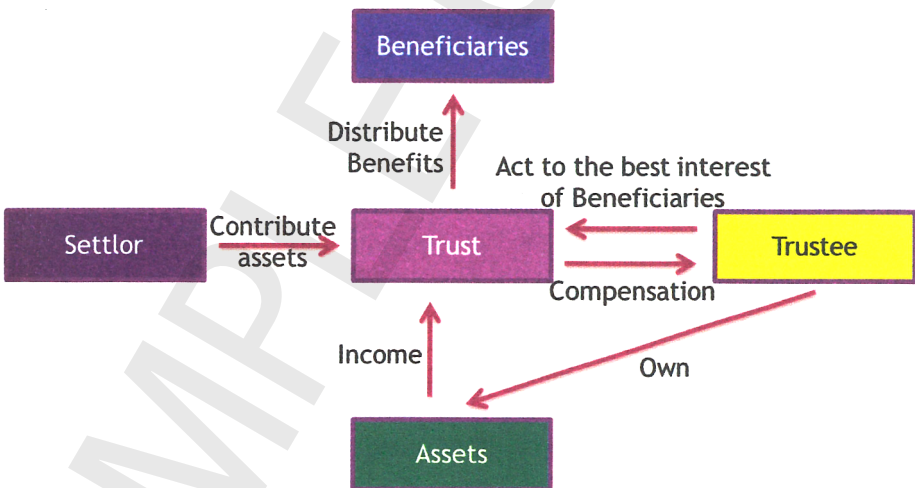 Beneficiaries
Distribute
Benefits
Act to the best interest
of Beneficiaries
Settlor
Contribute
assets
Trust
Trustee
Compensation
Income
Own
Assets